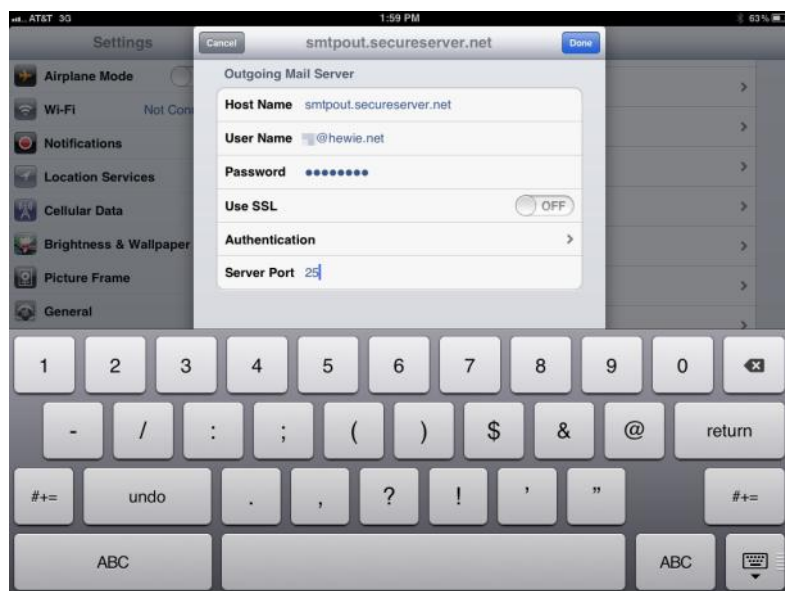 AT&T 3G 1:59 PM 63%
Settings
Cancel smtpout.secureserver.net Done
Airplane Mode
Wi-Fi Not Con
Notifications
Location Services
Cellular Data
Brightness & Wallpaper
Picture Frame
General
Outgoing Mail Server
Host Name smtpout.secureserver.net
User Name @hewie.net
Password ••••••••
Use SSL OFF
Authentication
Server Port 25
1 2 3 4 5 6 7 8 9 0
- / : ; ( ) $ & @ return
#+= undo . , ? ! ' " #+=
ABC ABC